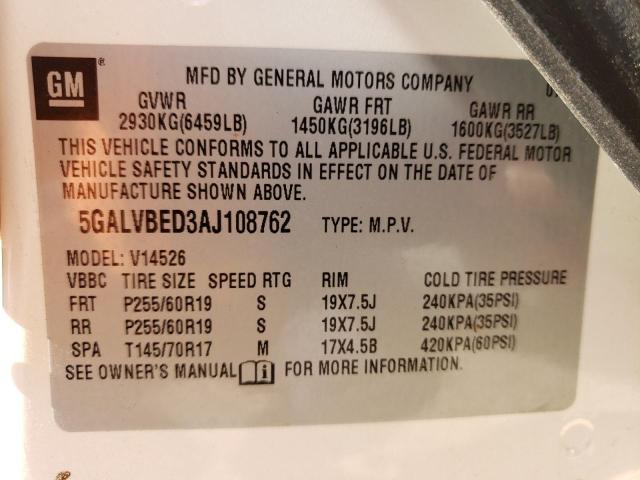 GM ®
MFD BY GENERAL MOTORS COMPANY
GVWR GAWR FRT GAWR RR
2930KG(6459LB) 1450KG(3196LB) 1600KG(3527LB)
THIS VEHICLE CONFORMS TO ALL APPLICABLE U.S. FEDERAL MOTOR
VEHICLE SAFETY STANDARDS IN EFFECT ON THE DATE OF
MANUFACTURE SHOWN ABOVE.
5GALVBED3AJ108762 TYPE: M.P.V.
MODEL: V14526
VBBC TIRE SIZE SPEED RTG RIM COLD TIRE PRESSURE
FRT P255/60R19 S 19X7.5J 240KPA(35PSI)
RR P255/60R19 S 19X7.5J 240KPA(35PSI)
SPA T145/70R17 M 17X4.5B 420KPA(60PSI)
SEE OWNER'S MANUAL i FOR MORE INFORMATION.